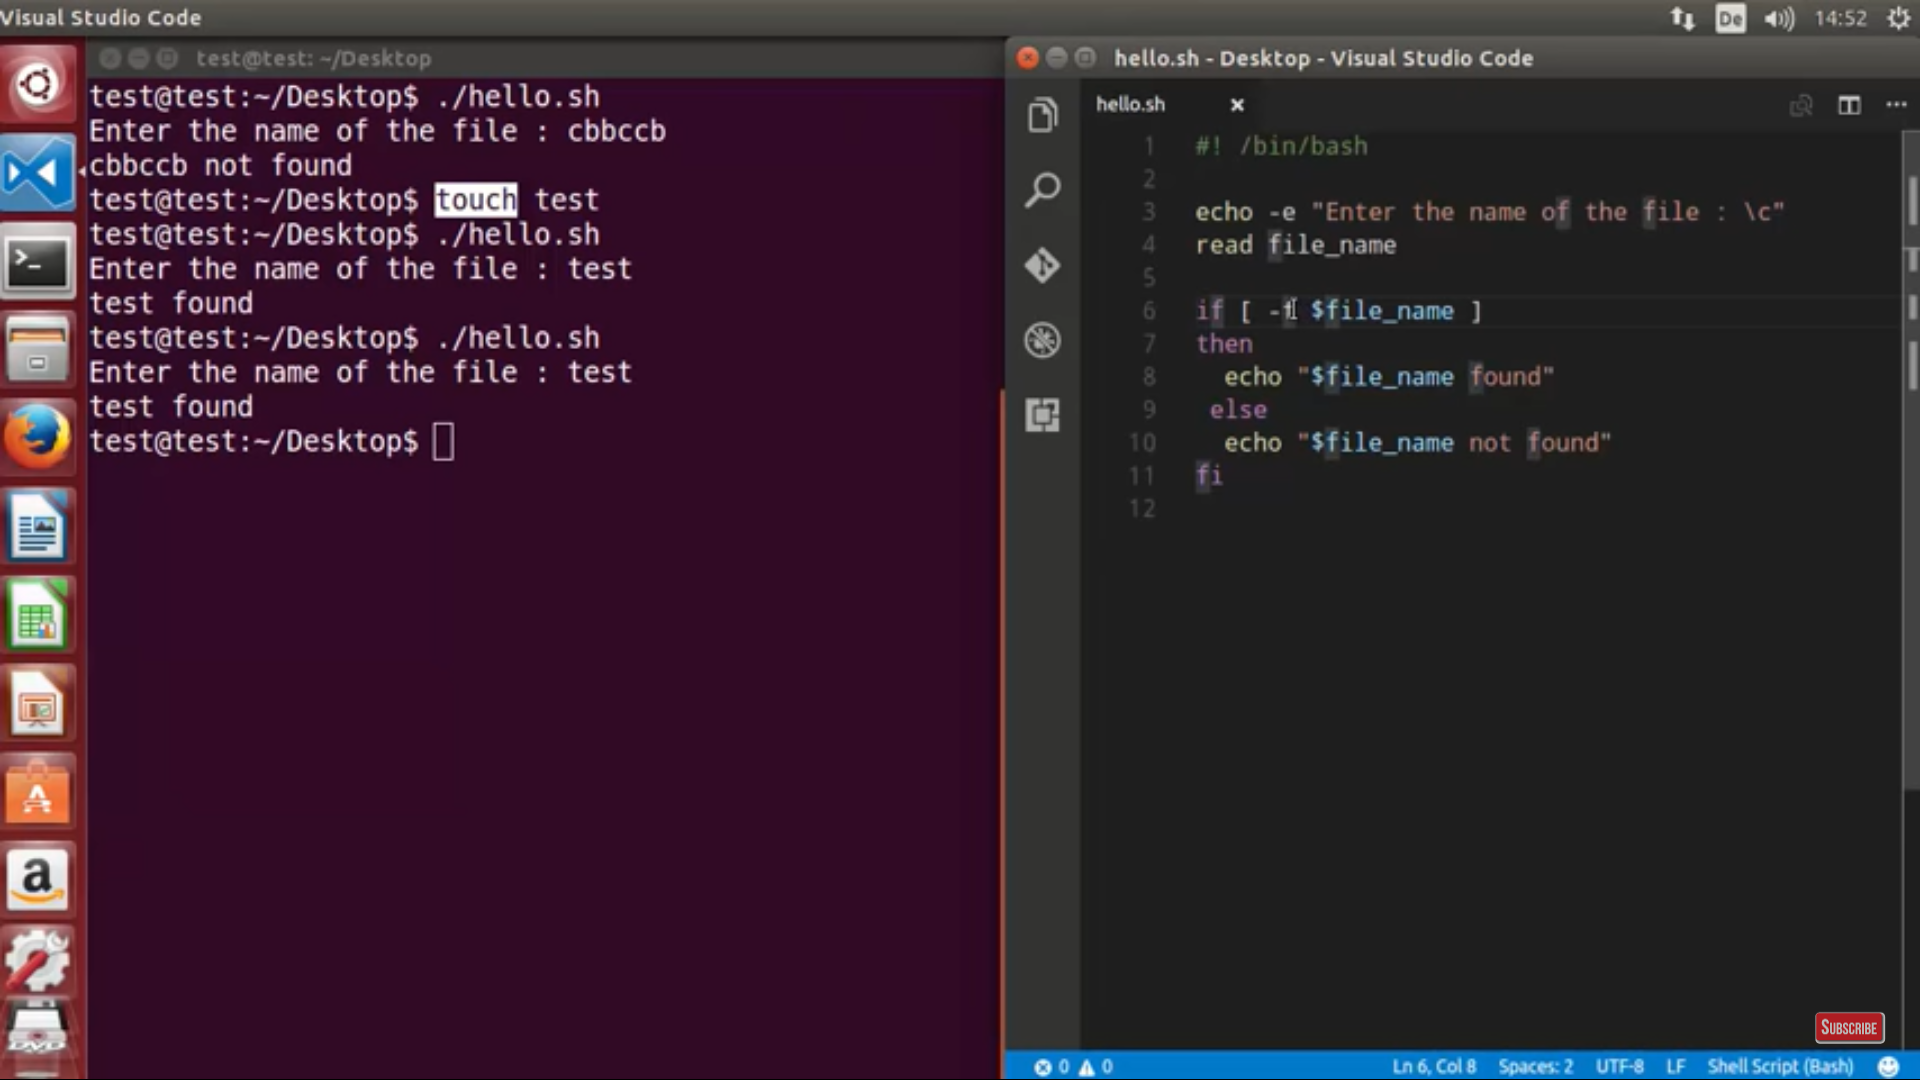 Visual Studio Code
De
14:52
test@test: ~/Desktop
test@test:~/Desktop$ ./hello.sh
Enter the name of the file : cbbccb
cbbccb not found
test@test:~/Desktop$ touch test
test@test:~/Desktop$ ./hello.sh
Enter the name of the file : test
test found
test@test:~/Desktop$ ./hello.sh
Enter the name of the file : test
test found
test@test:~/Desktop$
hello.sh - Desktop - Visual Studio Code
hello.sh
1 #! /bin/bash
2
3 echo -e "Enter the name of the file : \c"
4 read file_name
5
6 if [ -f $file_name ]
7 then
8 echo "$file_name found"
9 else
10 echo "$file_name not found"
11 fi
12
DVD
SUBSCRIBE
0 0 Ln 6, Col 8 Spaces: 2 UTF-8 LF Shell Script (Bash)